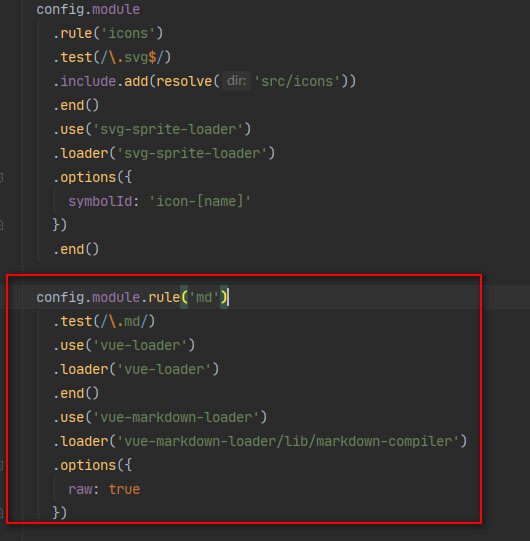 config.module
.rule('icons')
.test(/\.svg$/)
.include.add(resolve( dir: 'src/icons'))
.end()
.use('svg-sprite-loader')
.loader('svg-sprite-loader')
.options({
symbolId: 'icon-[name]'
})
.end()
config.module.rule('md')
.test(/\.md/)
.use('vue-loader')
.loader('vue-loader')
.end()
.use('vue-markdown-loader')
.loader('vue-markdown-loader/lib/markdown-compiler')
.options({
raw: true
})